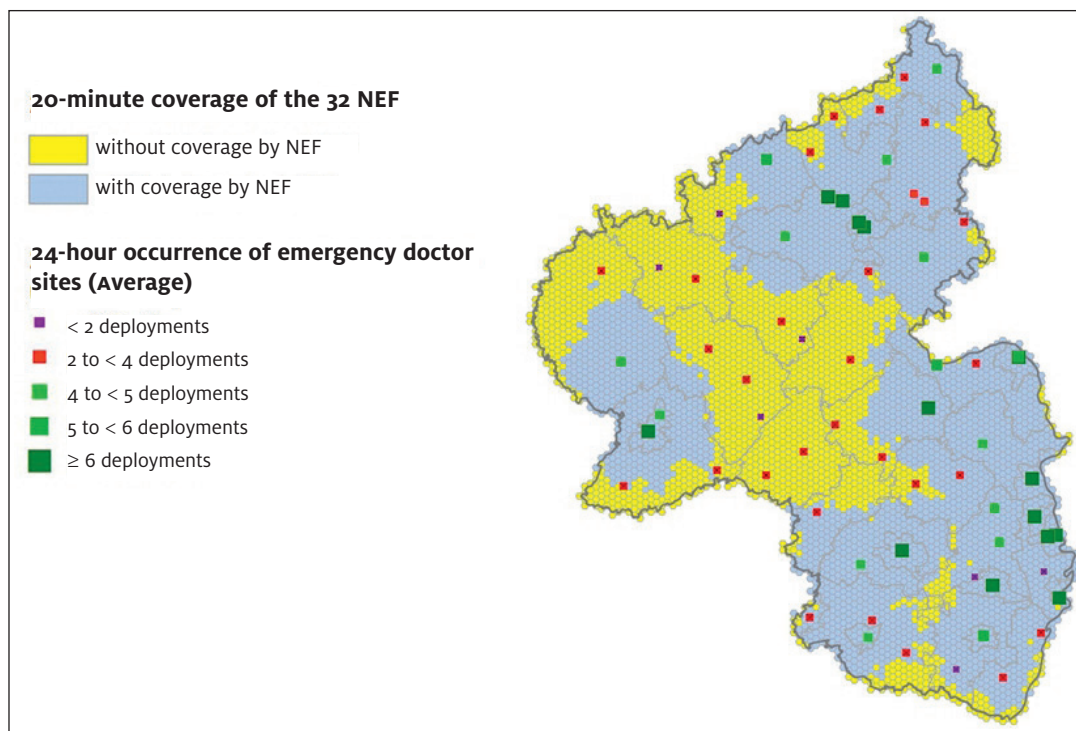 20-minute coverage of the 32 NEF
without coverage by NEF
with coverage by NEF
24-hour occurrence of emergency doctor
sites (Average)
< 2 deployments
2 to < 4 deployments
4 to < 5 deployments
5 to < 6 deployments
≥ 6 deployments